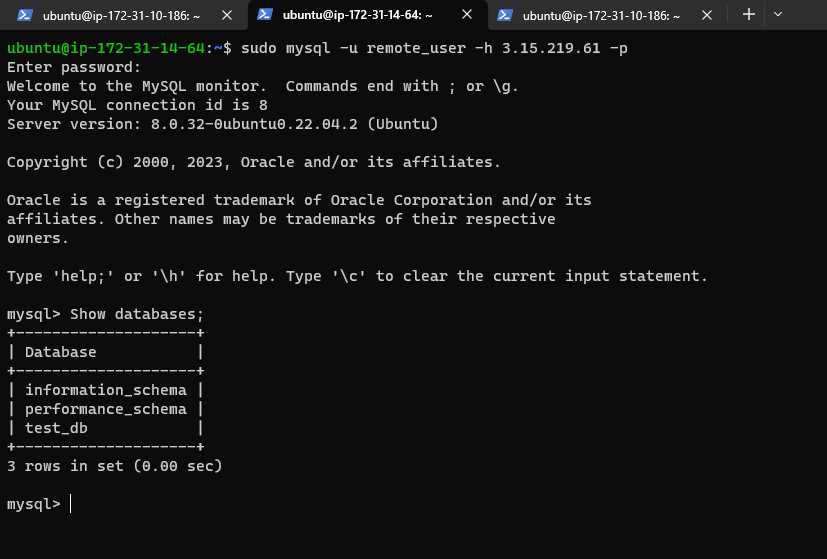 ubuntu@ip-172-31-10-186: ~
ubuntu@ip-172-31-14-64: ~
ubuntu@ip-172-31-10-186: ~
ubuntu@ip-172-31-14-64:~$ sudo mysql -u remote_user -h 3.15.219.61 -p
Enter password:
Welcome to the MySQL monitor.  Commands end with ; or \g.
Your MySQL connection id is 8
Server version: 8.0.32-0ubuntu0.22.04.2 (Ubuntu)

Copyright (c) 2000, 2023, Oracle and/or its affiliates.

Oracle is a registered trademark of Oracle Corporation and/or its
affiliates. Other names may be trademarks of their respective
owners.

Type 'help;' or '\h' for help. Type '\c' to clear the current input statement.

mysql> Show databases;
+--------------------+
| Database           |
+--------------------+
| information_schema |
| performance_schema |
| test_db            |
+--------------------+
3 rows in set (0.00 sec)

mysql>